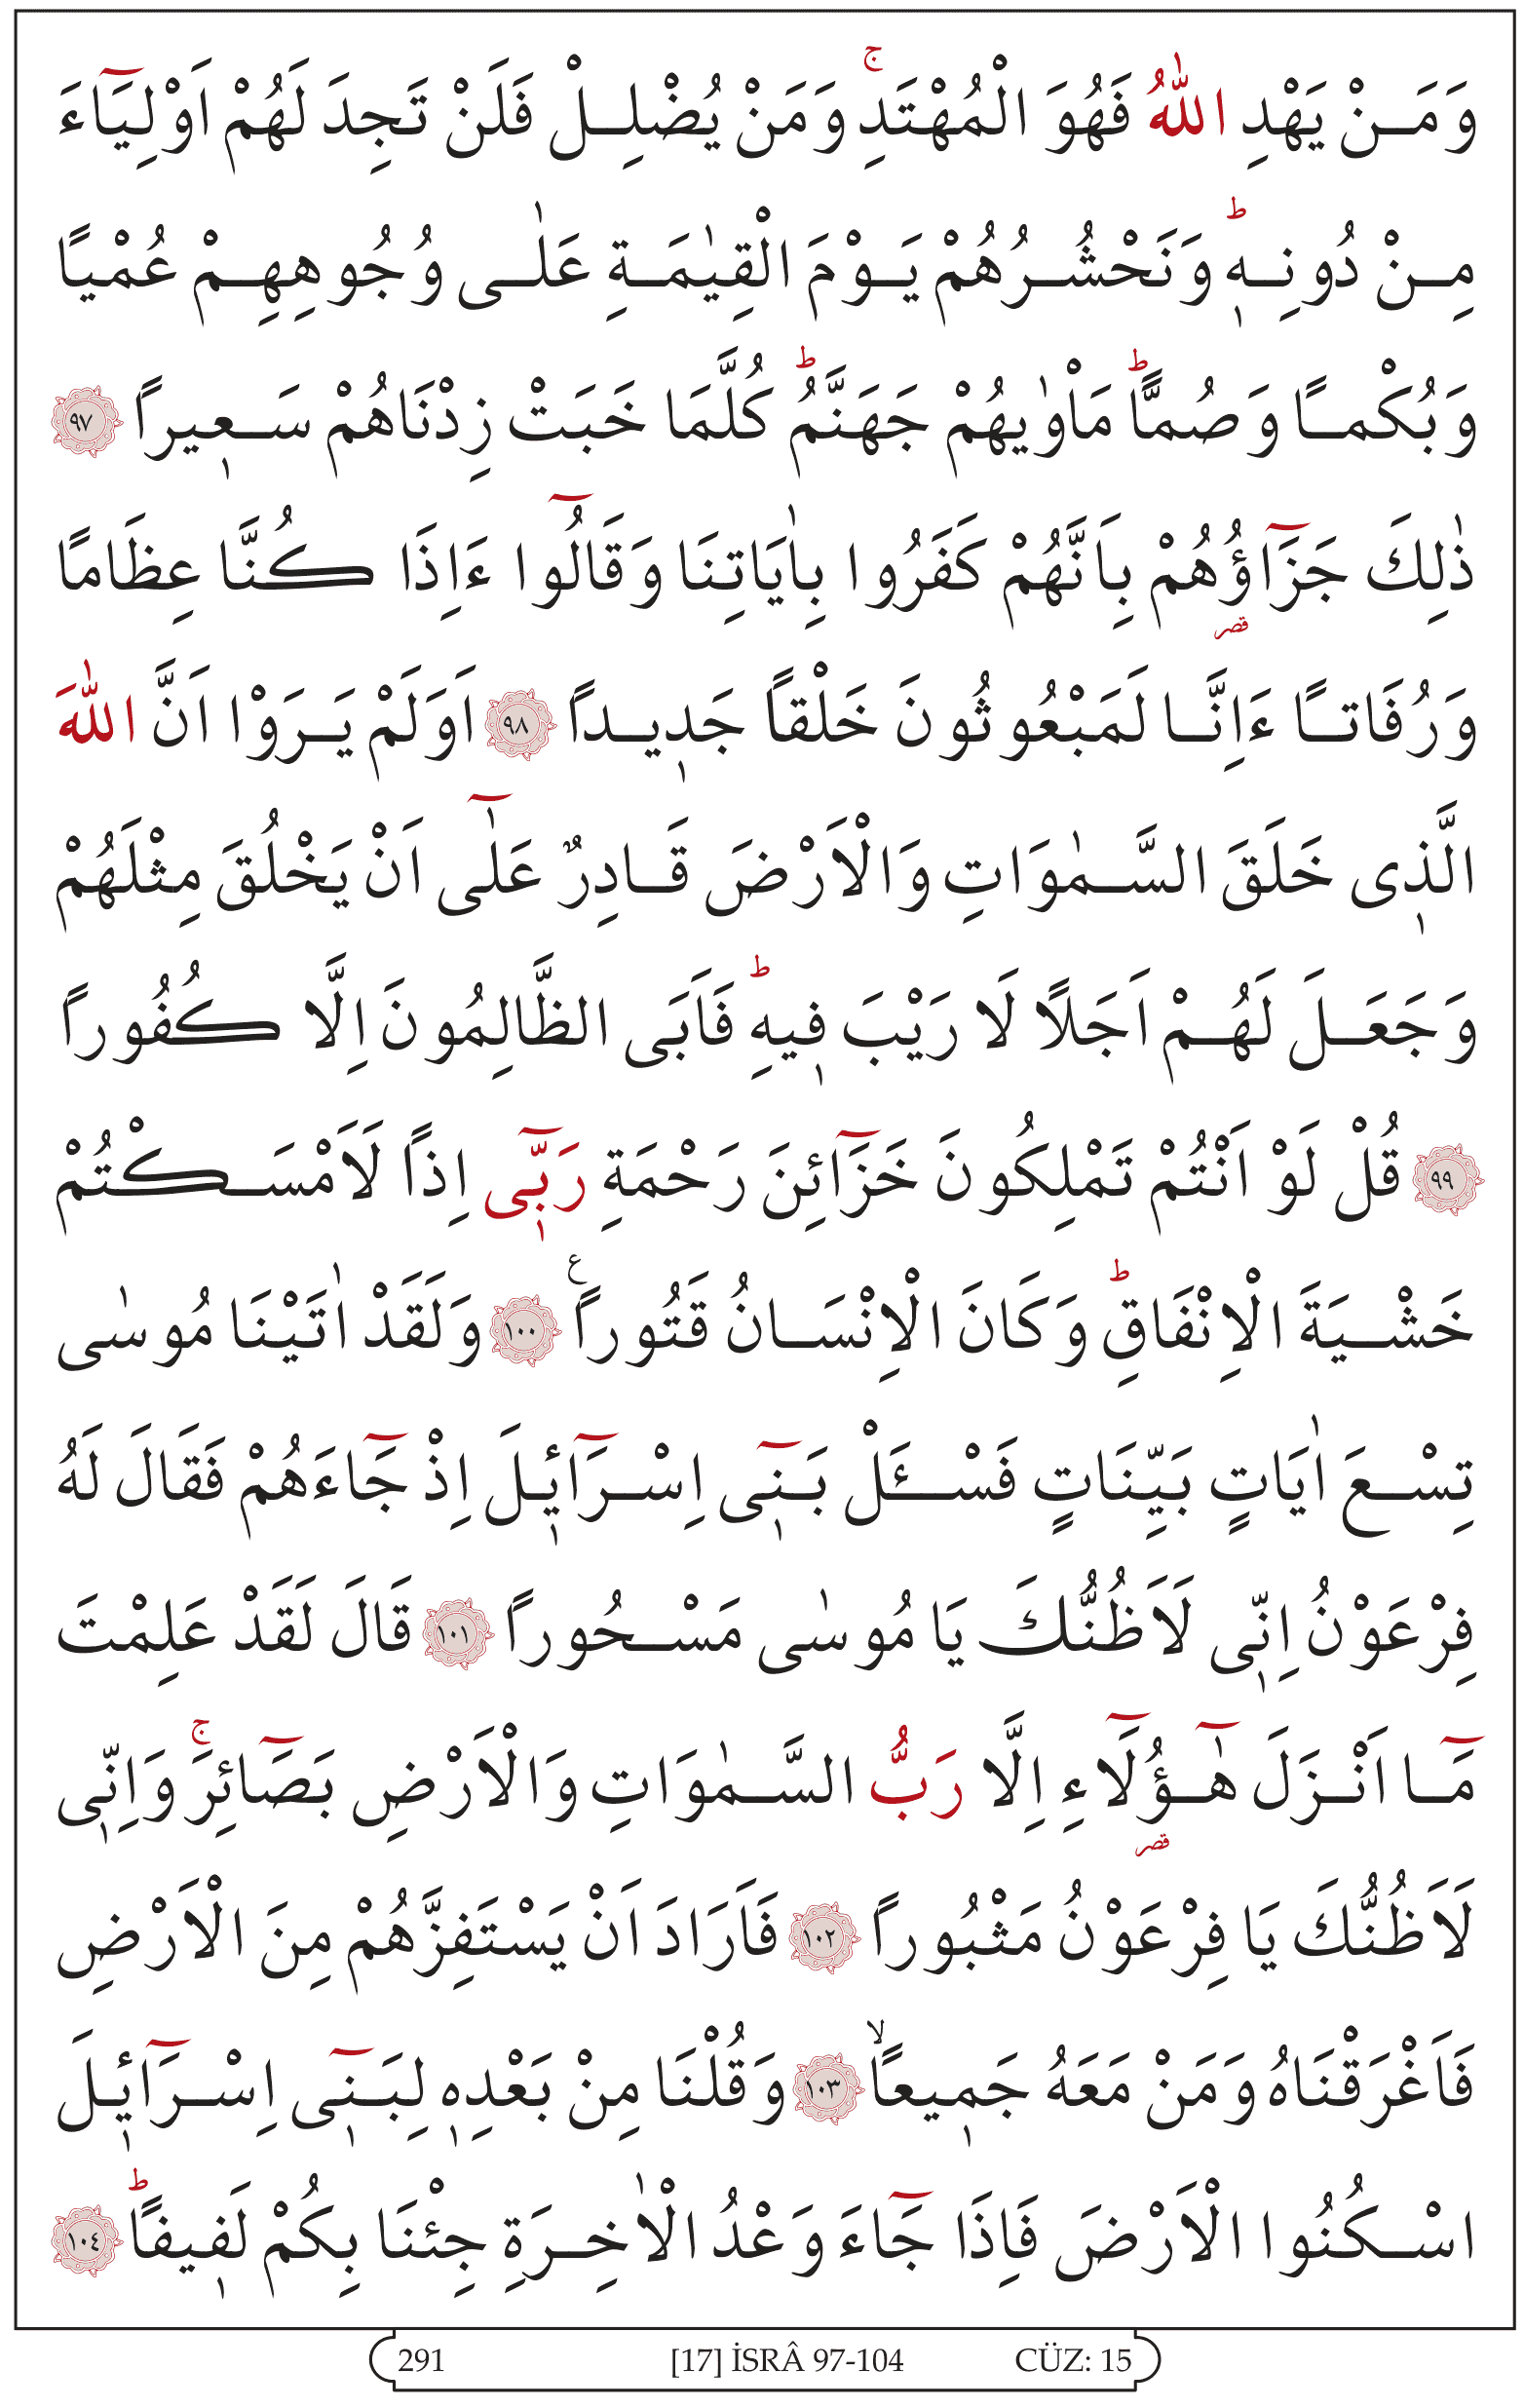 وَمَنْ يَهْدِ اللّٰهُ فَهُوَ الْمُهْتَدِۚ وَمَنْ يُضْلِلْ فَلَنْ تَجِدَ لَهُمْ اَوْلِيَٓاءَ
مِنْ دُونِه۪ۜ وَنَحْشُرُهُمْ يَوْمَ الْقِيٰمَةِ عَلٰى وُجُوهِهِمْ عُمْيًا
وَبُكْمًا وَصُمًّاۜ مَأْوٰيهُمْ جَهَنَّمُۜ كُلَّمَا خَبَتْ زِدْنَاهُمْ سَع۪يرًا ﴿٩٧﴾
ذٰلِكَ جَزَٓاؤُ۬هُمْ بِاَنَّهُمْ كَفَرُوا بِاٰيَاتِنَا وَقَالُٓوا ءَاِذَا كُنَّا عِظَامًا
قصر
وَرُفَاتًا ءَاِنَّا لَمَبْعُوثُونَ خَلْقًا جَد۪يدًا ﴿٩٨﴾ اَوَلَمْ يَرَوْا اَنَّ اللّٰهَ
الَّذ۪ى خَلَقَ السَّمٰوَاتِ وَالْاَرْضَ قَادِرٌ عَلٰٓى اَنْ يَخْلُقَ مِثْلَهُمْ
وَجَعَلَ لَهُمْ اَجَلًا لَا رَيْبَ ف۪يهِۜ فَاَبَى الظَّالِمُونَ اِلَّا كُفُورًا
﴿٩٩﴾ قُلْ لَوْ اَنْتُمْ تَمْلِكُونَ خَزَٓائِنَ رَحْمَةِ رَبّ۪ٓى اِذًا لَاَمْسَكْتُمْ
خَشْيَةَ الْاِنْفَاقِۜ وَكَانَ الْاِنْسَانُ قَتُورًاع ﴿١٠٠﴾ وَلَقَدْ اٰتَيْنَا مُوسٰى
تِسْعَ اٰيَاتٍ بَيِّنَاتٍ فَسْـَٔلْ بَن۪ٓى اِسْرَٓائ۪لَ اِذْ جَٓاءَهُمْ فَقَالَ لَهُ
فِرْعَوْنُ اِنّ۪ى لَاَظُنُّكَ يَا مُوسٰى مَسْحُورًا ﴿١٠١﴾ قَالَ لَقَدْ عَلِمْتَ
مَٓا اَنْزَلَ هٰٓؤُلَٓاءِ اِلَّا رَبُّ السَّمٰوَاتِ وَالْاَرْضِ بَصَٓائِرَۚ وَاِنّ۪ى
قصر
لَاَظُنُّكَ يَا فِرْعَوْنُ مَثْبُورًا ﴿١٠٢﴾ فَاَرَادَ اَنْ يَسْتَفِزَّهُمْ مِنَ الْاَرْضِ
فَاَغْرَقْنَاهُ وَمَنْ مَعَهُ جَم۪يعًاۙ ﴿١٠٣﴾ وَقُلْنَا مِنْ بَعْدِه۪ لِبَن۪ٓى اِسْرَٓائ۪لَ
اسْكُنُوا الْاَرْضَ فَاِذَا جَٓاءَ وَعْدُ الْاٰخِرَةِ جِئْنَا بِكُمْ لَف۪يفًاۜ ﴿١٠٤﴾
291 [17] İSRÂ 97-104 CÜZ: 15